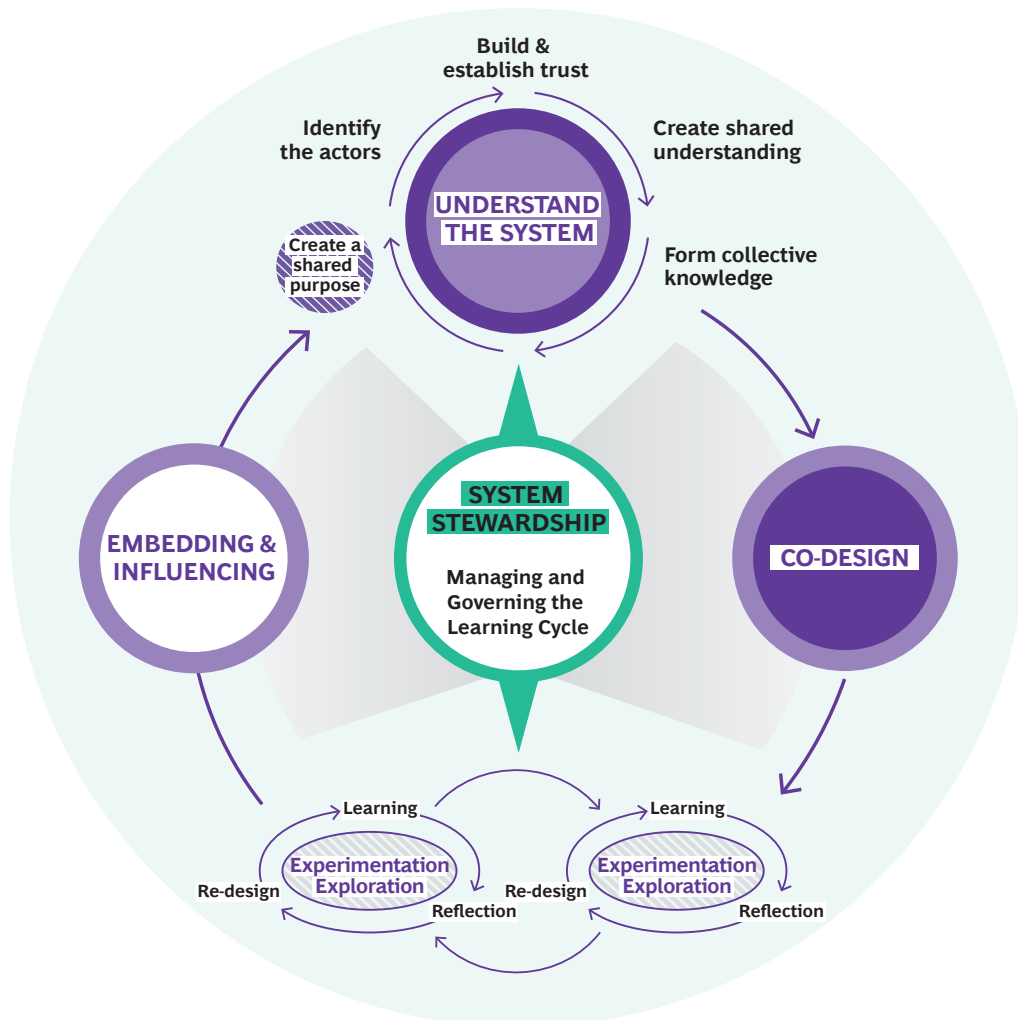 Build &
establish trust
Identify
the actors
Create shared
understanding
UNDERSTAND
THE SYSTEM
Create a
shared
purpose
Form collective
knowledge
EMBEDDING &
INFLUENCING
SYSTEM
STEWARDSHIP
Managing and
Governing the
Learning Cycle
CO-DESIGN
Learning
Experimentation
Exploration
Re-design
Reflection
Learning
Experimentation
Exploration
Re-design
Reflection